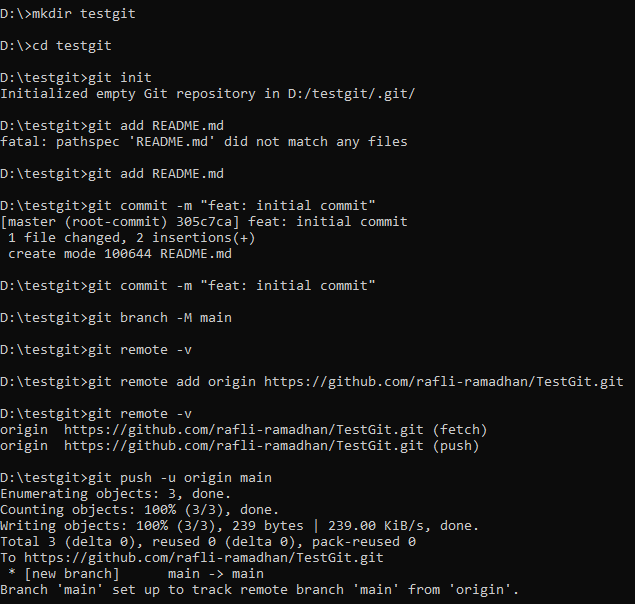 D:\>mkdir testgit
D:\>cd testgit
D:\testgit>git init
Initialized empty Git repository in D:/testgit/.git/
D:\testgit>git add README.md
fatal: pathspec 'README.md' did not match any files
D:\testgit>git add README.md
D:\testgit>git commit -m "feat: initial commit"
[master (root-commit) 305c7ca] feat: initial commit
 1 file changed, 2 insertions(+)
 create mode 100644 README.md
D:\testgit>git commit -m "feat: initial commit"
D:\testgit>git branch -M main
D:\testgit>git remote -v
D:\testgit>git remote add origin https://github.com/rafli-ramadhan/TestGit.git
D:\testgit>git remote -v
origin  https://github.com/rafli-ramadhan/TestGit.git (fetch)
origin  https://github.com/rafli-ramadhan/TestGit.git (push)
D:\testgit>git push -u origin main
Enumerating objects: 3, done.
Counting objects: 100% (3/3), done.
Writing objects: 100% (3/3), 239 bytes | 239.00 KiB/s, done.
Total 3 (delta 0), reused 0 (delta 0), pack-reused 0
To https://github.com/rafli-ramadhan/TestGit.git
 * [new branch]      main -> main
Branch 'main' set up to track remote branch 'main' from 'origin'.